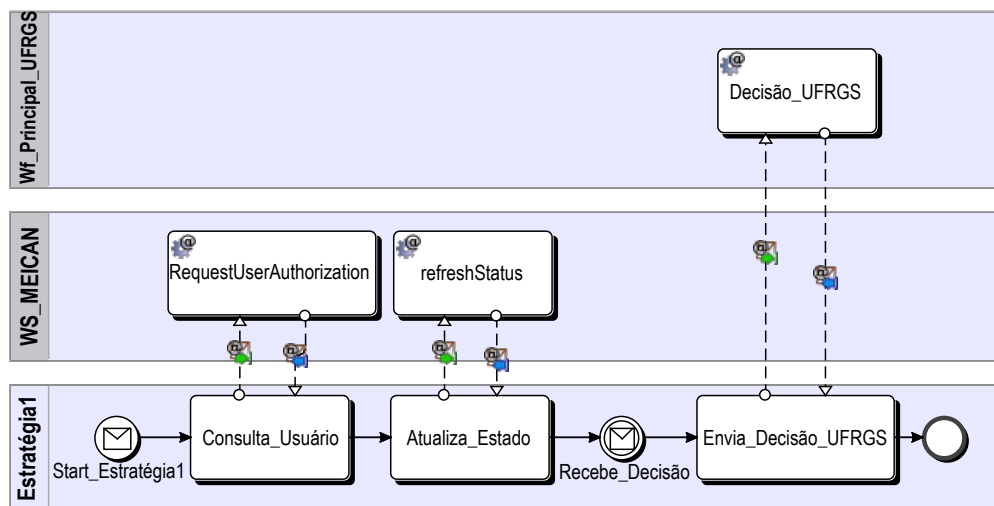 Wf_Principal_UFRGS
Decisão_UFRGS
WS_MEICAN
RequestUserAuthorization
refreshStatus
Estratégia1
Start_Estratégia1
Consulta_Usuário
Atualiza_Estado
Recebe_Decisão
Envia_Decisão_UFRGS